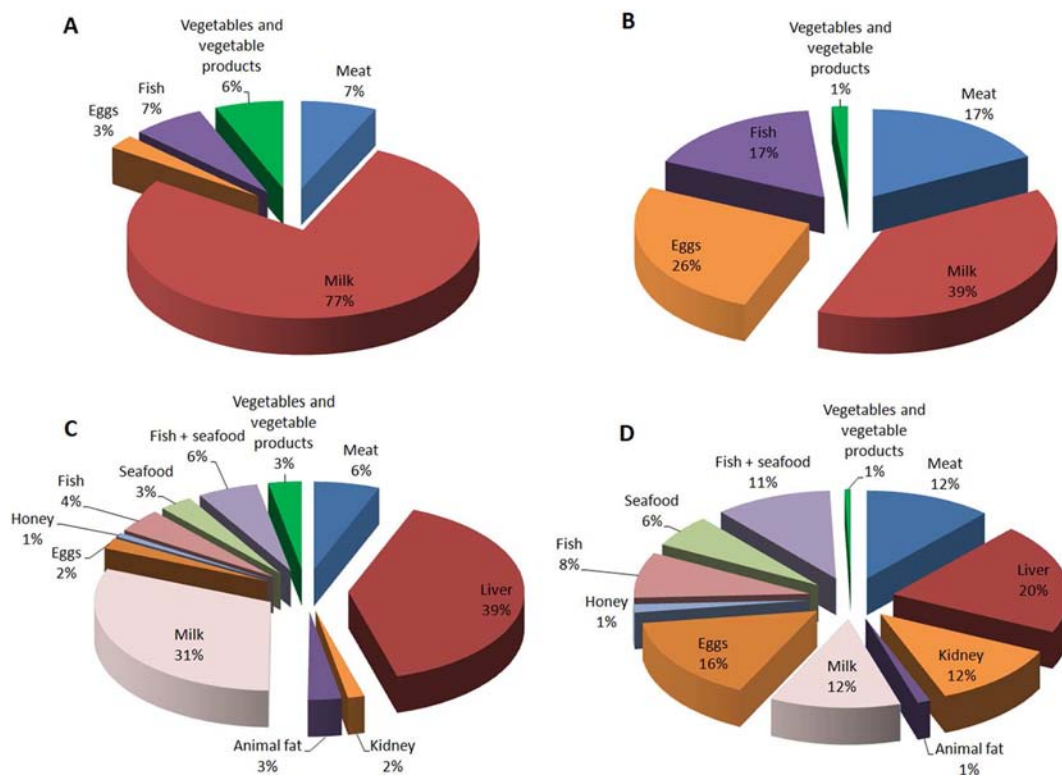 A
Vegetables and
vegetable
products
6%
Meat
7%
Fish
7%
Eggs
3%
Milk
77%
B
Vegetables and
vegetable
products
1%
Meat
17%
Fish
17%
Eggs
26%
Milk
39%
C
Vegetables and
vegetable
products
3%
Meat
6%
Fish + seafood
6%
Seafood
3%
Fish
4%
Honey
1%
Eggs
2%
Liver
39%
Milk
31%
Animal fat
3%
Kidney
2%
D
Vegetables and
vegetable
products
1%
Meat
12%
Fish + seafood
11%
Seafood
6%
Fish
8%
Honey
1%
Liver
20%
Eggs
16%
Milk
12%
Kidney
12%
Animal fat
1%